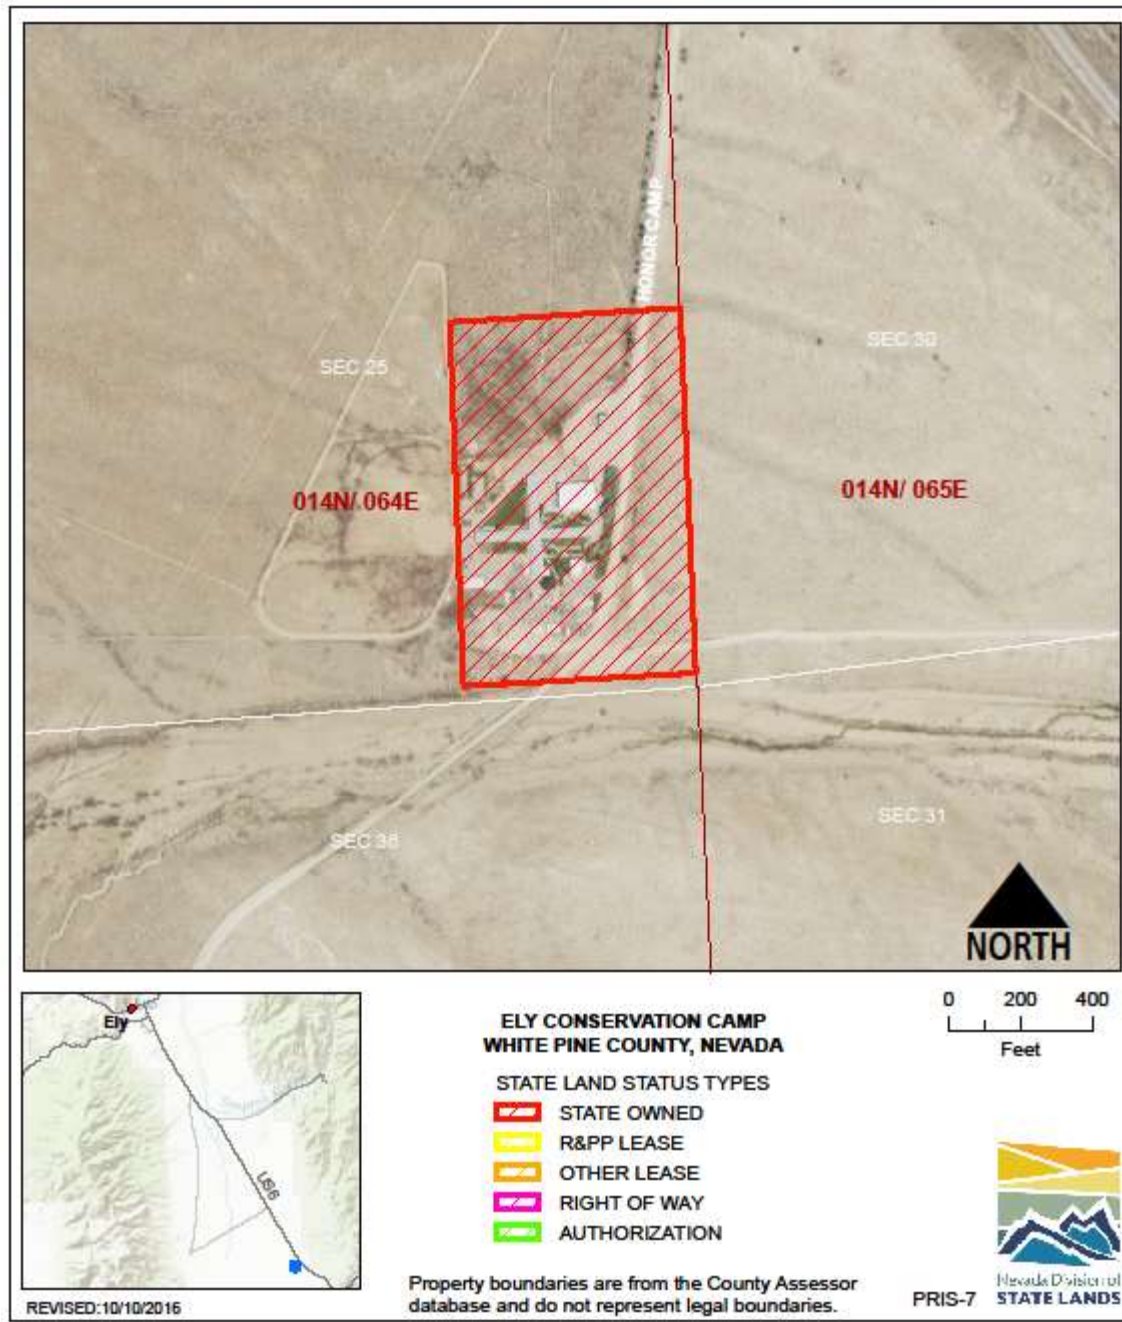 HONOR CAMP
SEC 25
SEC 30
014N/ 064E
014N/ 065E
SEC 36
SEC 31
NORTH
Ely
US6
REVISED:10/10/2016
ELY CONSERVATION CAMP
WHITE PINE COUNTY, NEVADA
STATE LAND STATUS TYPES
STATE OWNED
R&PP LEASE
OTHER LEASE
RIGHT OF WAY
AUTHORIZATION
Property boundaries are from the County Assessor
database and do not represent legal boundaries.
0 200 400
Feet
PRIS-7
Nevada Division of
STATE LANDS